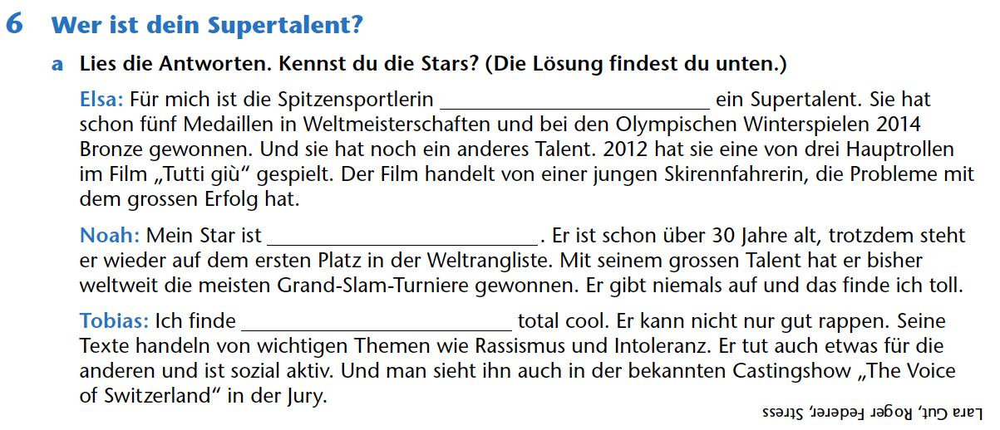 6 Wer ist dein Supertalent?
a Lies die Antworten. Kennst du die Stars? (Die Lösung findest du unten.)
Elsa: Für mich ist die Spitzensportlerin __________ ein Supertalent. Sie hat
schon fünf Medaillen in Weltmeisterschaften und bei den Olympischen Winterspielen 2014
Bronze gewonnen. Und sie hat noch ein anderes Talent. 2012 hat sie eine von drei Hauptrollen
im Film „Tutti giù“ gespielt. Der Film handelt von einer jungen Skirennfahrerin, die Probleme mit
dem grossen Erfolg hat.
Noah: Mein Star ist __________. Er ist schon über 30 Jahre alt, trotzdem steht
er wieder auf dem ersten Platz in der Weltrangliste. Mit seinem grossen Talent hat er bisher
weltweit die meisten Grand-Slam-Turniere gewonnen. Er gibt niemals auf und das finde ich toll.
Tobias: Ich finde __________ total cool. Er kann nicht nur gut rappen. Seine
Texte handeln von wichtigen Themen wie Rassismus und Intoleranz. Er tut auch etwas für die
anderen und ist sozial aktiv. Und man sieht ihn auch in der bekannten Castingshow „The Voice
of Switzerland“ in der Jury.
Lara Gut, Roger Federer, Stress